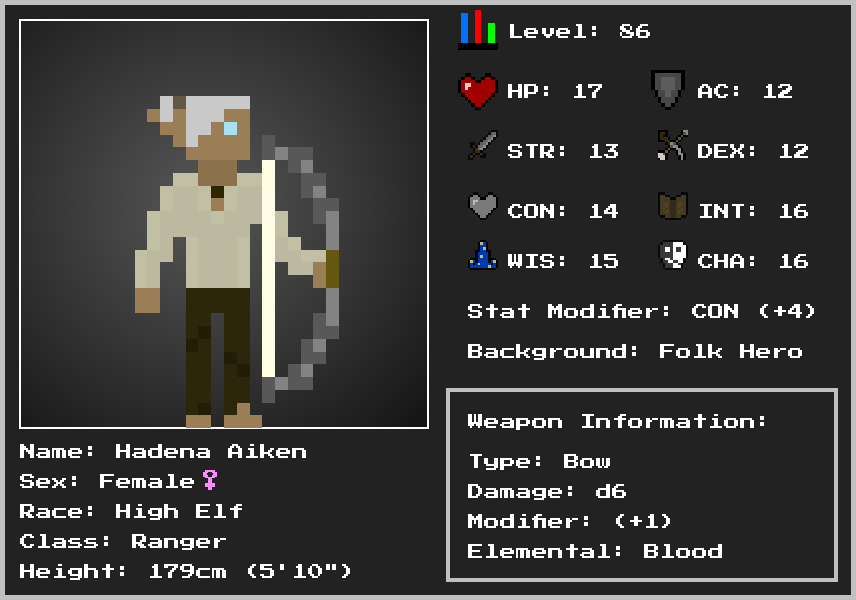 Level: 86
HP: 17 AC: 12
STR: 13 DEX: 12
CON: 14 INT: 16
WIS: 15 CHA: 16
Stat Modifier: CON (+4)
Background: Folk Hero
Weapon Information:
Type: Bow
Damage: d6
Modifier: (+1)
Elemental: Blood
Name: Hadena Aiken
Sex: Female
Race: High Elf
Class: Ranger
Height: 179cm (5'10")